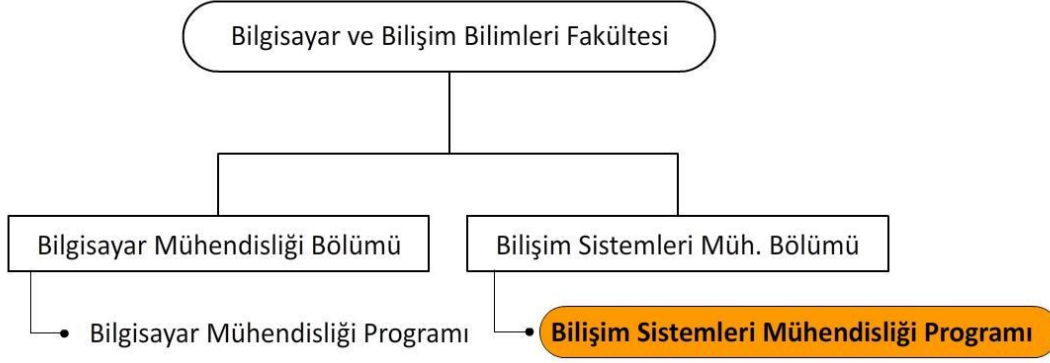 Bilgisayar ve Bilişim Bilimleri Fakültesi
Bilgisayar Mühendisliği Bölümü
Bilişim Sistemleri Müh. Bölümü
Bilgisayar Mühendisliği Programı
Bilişim Sistemleri Mühendisliği Programı